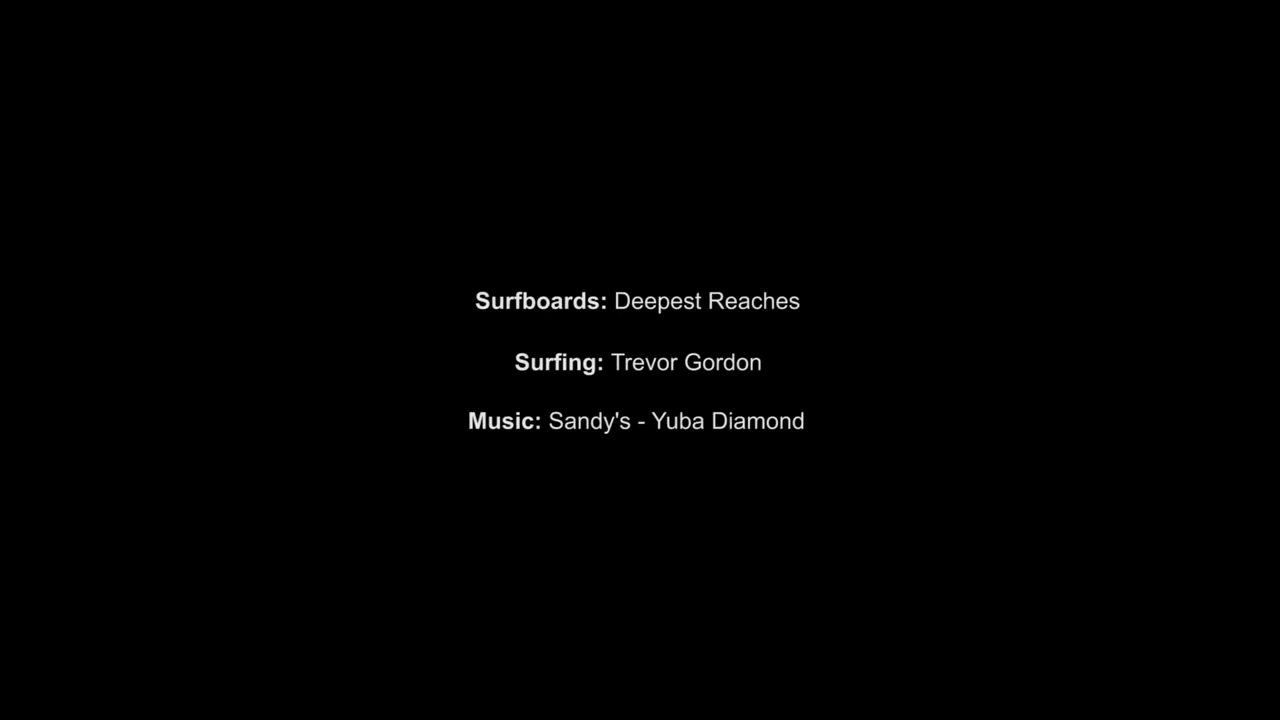 Surfboards: Deepest Reaches
Surfing: Trevor Gordon
Music: Sandy's - Yuba Diamond